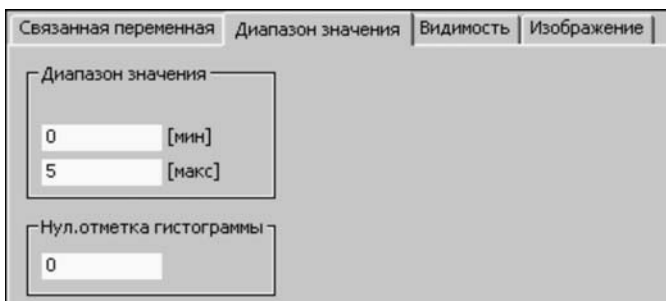 Связанная переменная Диапазон значения Видимость Изображение
Диапазон значения
0 [мин]
5 [макс]
Нул.отметка гистограммы
0